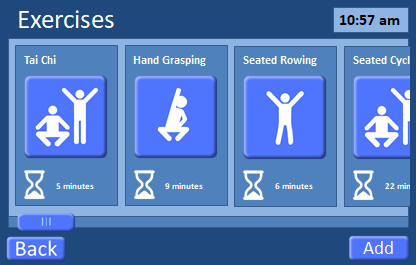 Exercises
10:57 am
Tai Chi
Hand Grasping
Seated Rowing
Seated Cycl
5 minutes
9 minutes
6 minutes
22 min
Back
Add